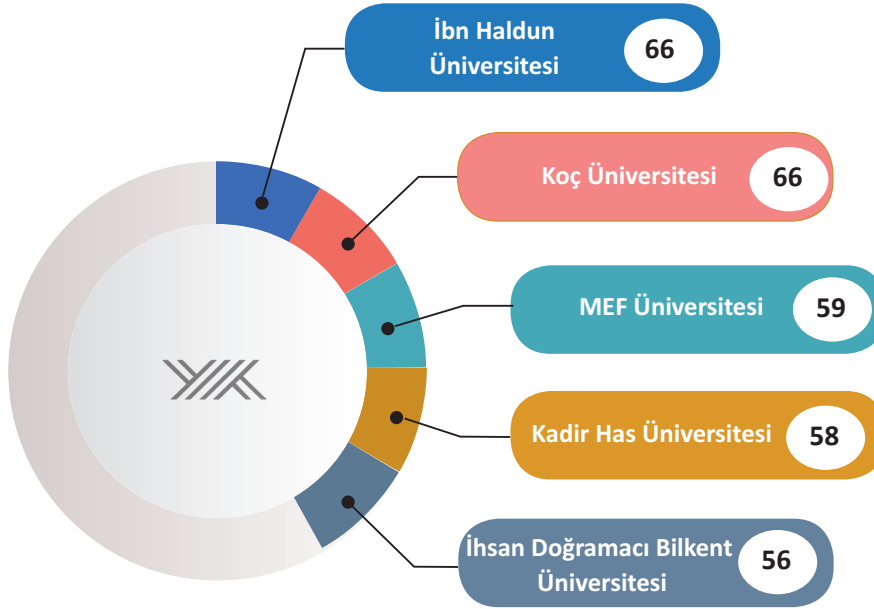 İbn Haldun
Üniversitesi
66
Koç Üniversitesi
66
MEF Üniversitesi
59
Kadir Has Üniversitesi
58
İhsan Doğramacı Bilkent
Üniversitesi
56